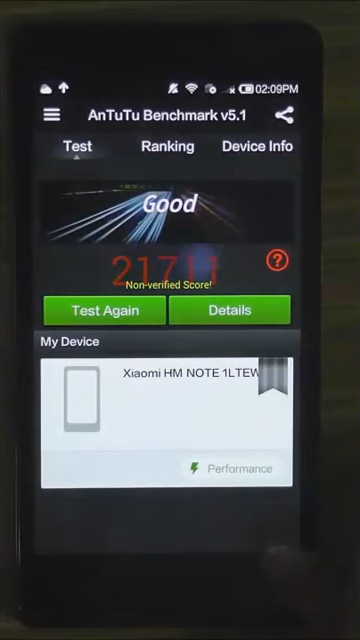 02:09PM
AnTuTu Benchmark v5.1
Test Ranking Device Info
Good
21711
Non-verified Score!
?
Test Again Details
My Device
Xiaomi HM NOTE 1LTEW
Performance